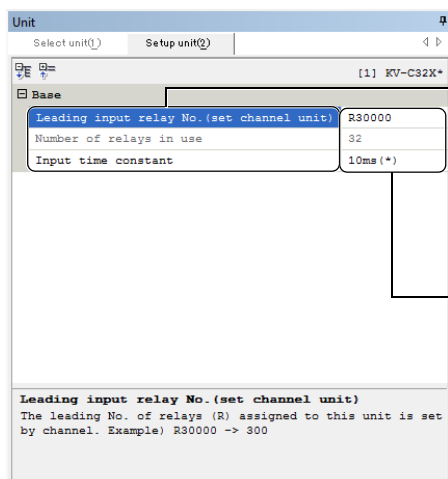 Unit
Select unit(1) Setup unit(2)
[1] KV-C32X*
Base
Leading input relay No.(set channel unit) R30000
Number of relays in use 32
Input time constant 10ms(*)
Leading input relay No.(set channel unit)
The leading No. of relays (R) assigned to this unit is set
by channel. Example) R30000 -> 300